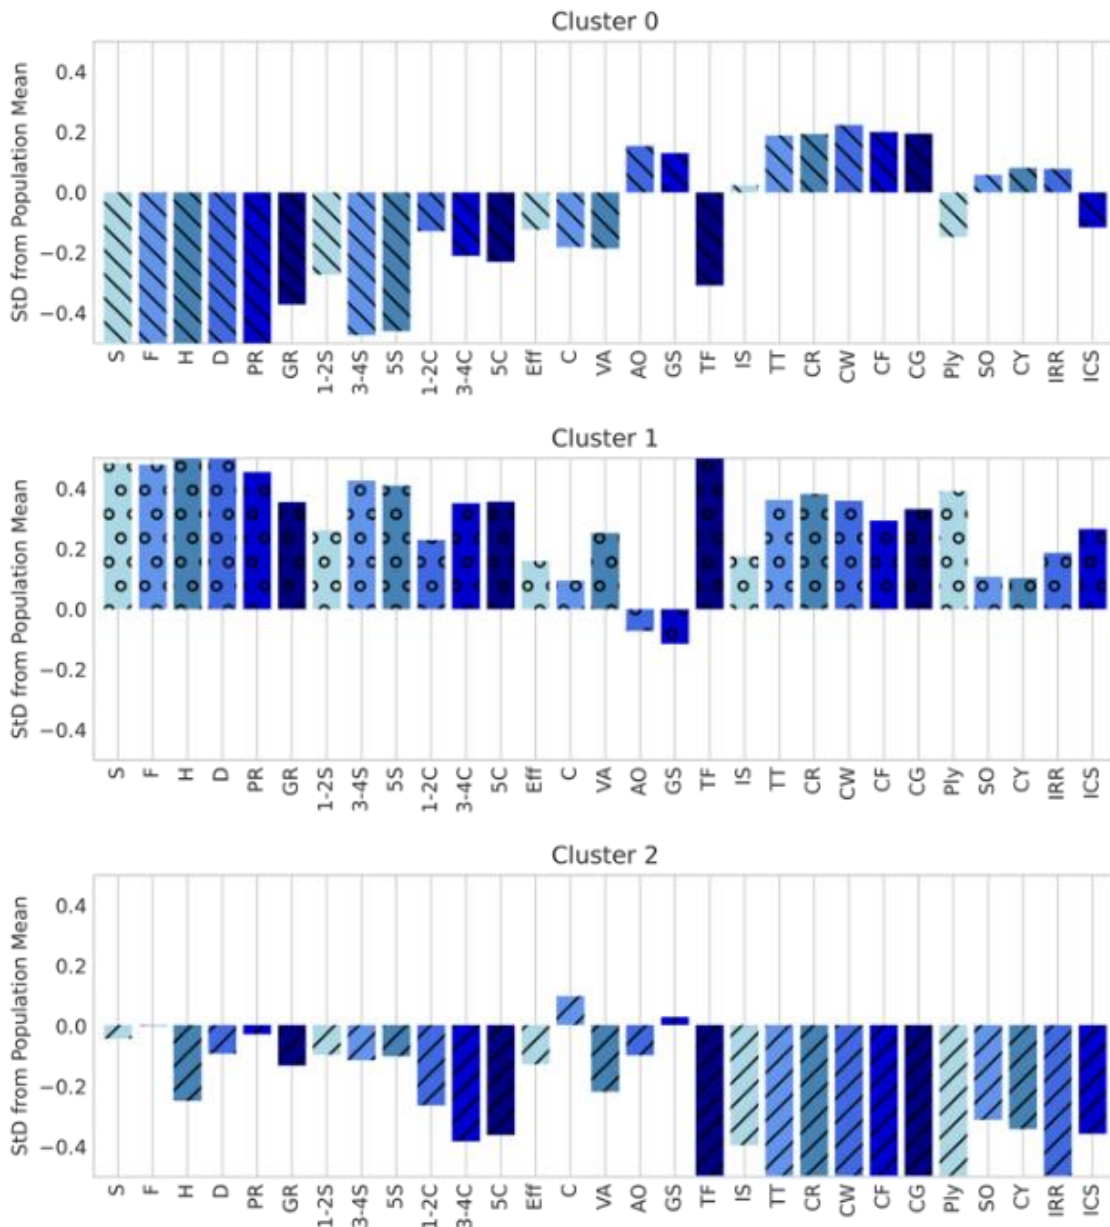 Cluster 0
StD from Population Mean
0.4
0.2
0.0
−0.2
−0.4
S F H D PR GR 1-2S 3-4S 5S 1-2C 3-4C 5C Eff C VA AO GS TF IS TT CR CW CF CG Ply SO CY IRR ICS
Cluster 1
StD from Population Mean
0.4
0.2
0.0
−0.2
−0.4
S F H D PR GR 1-2S 3-4S 5S 1-2C 3-4C 5C Eff C VA AO GS TF IS TT CR CW CF CG Ply SO CY IRR ICS
Cluster 2
StD from Population Mean
0.4
0.2
0.0
−0.2
−0.4
S F H D PR GR 1-2S 3-4S 5S 1-2C 3-4C 5C Eff C VA AO GS TF IS TT CR CW CF CG Ply SO CY IRR ICS